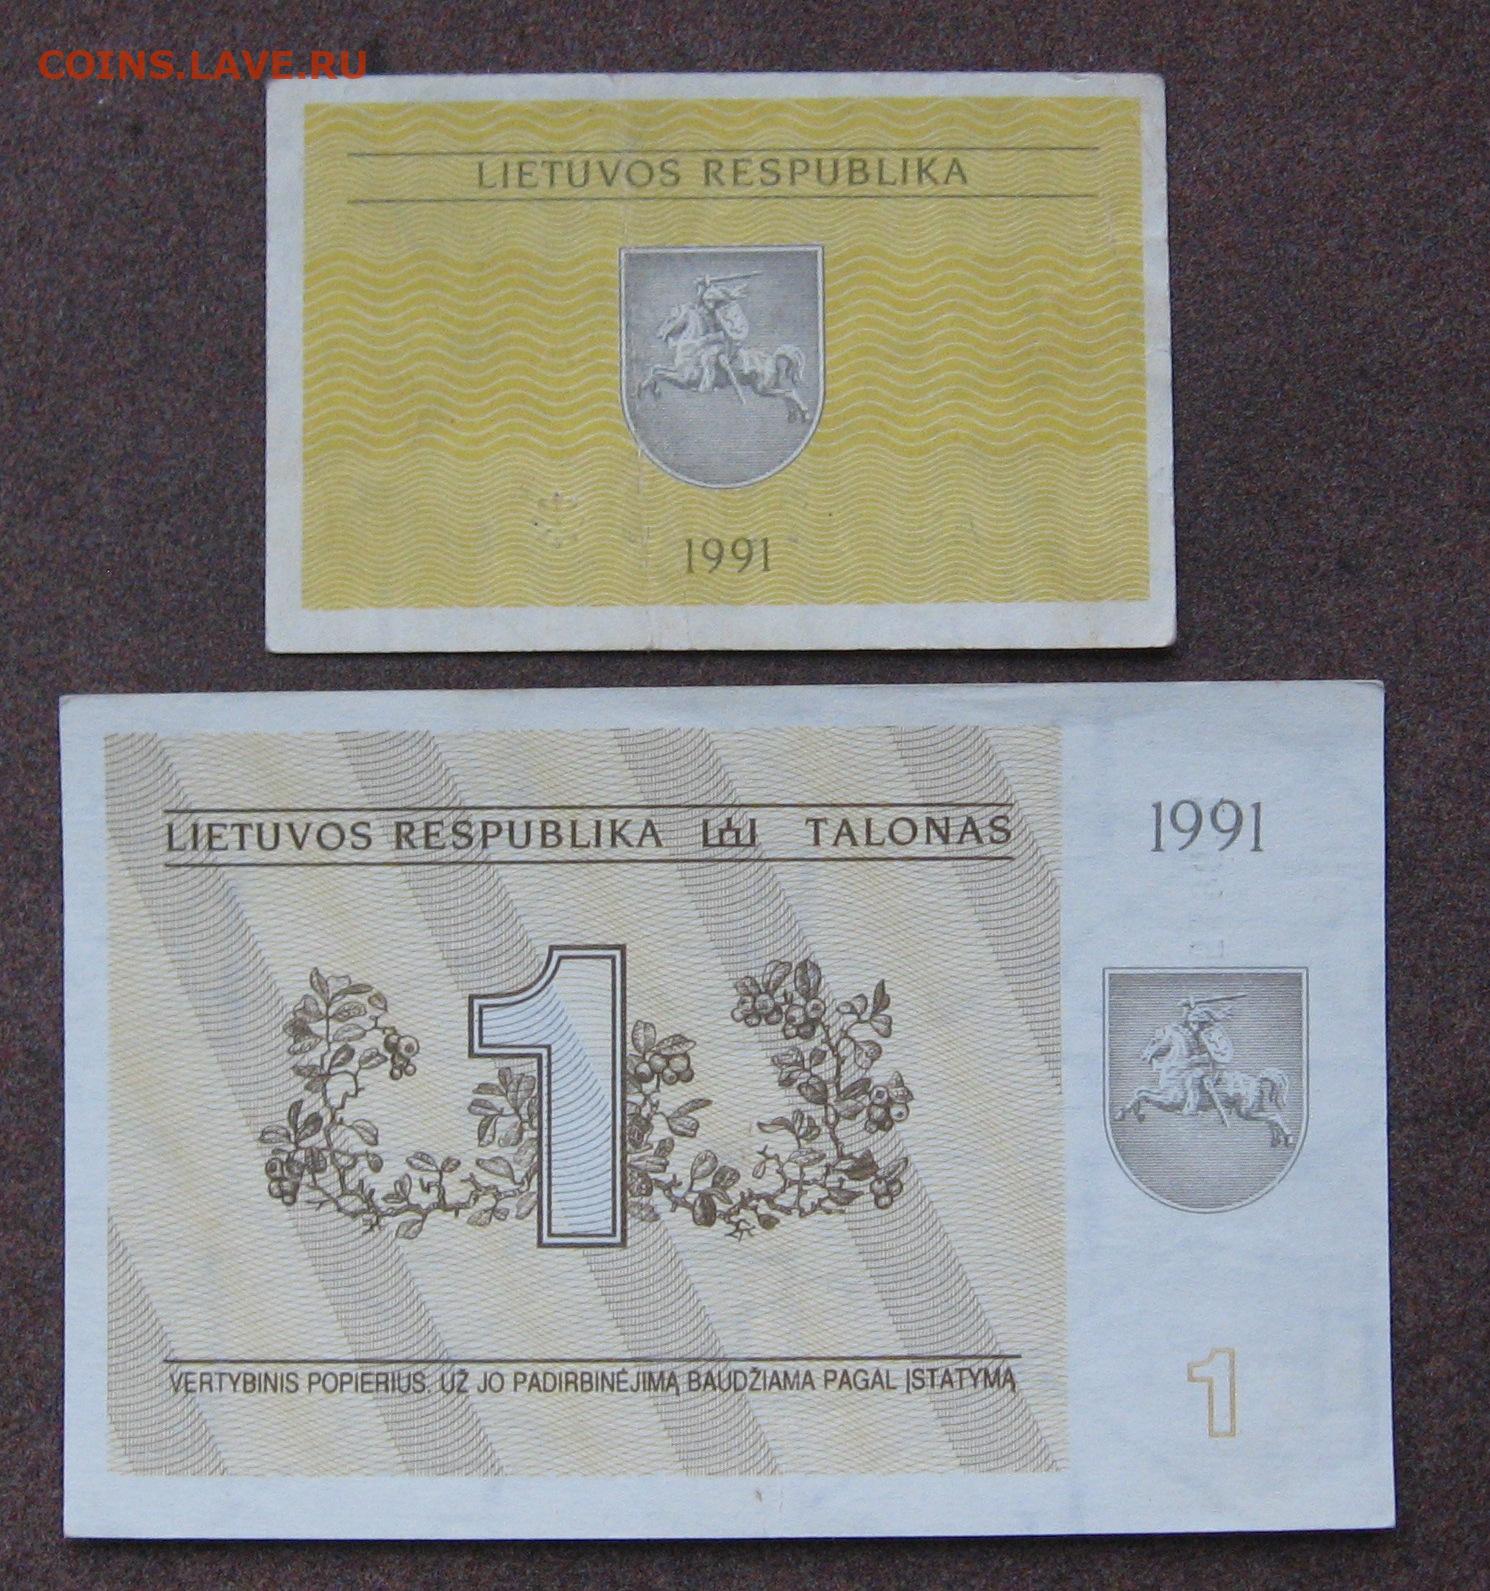 COINS.LAVE.RU
LIETUVOS RESPUBLIKA
1991
LIETUVOS RESPUBLIKA TALONAS
1991
1
VERTYBINIS POPIERIUS. UŽ JO PADIRBINĖJIMĄ BAUDŽIAMA PAGAL ĮSTATYMĄ
1